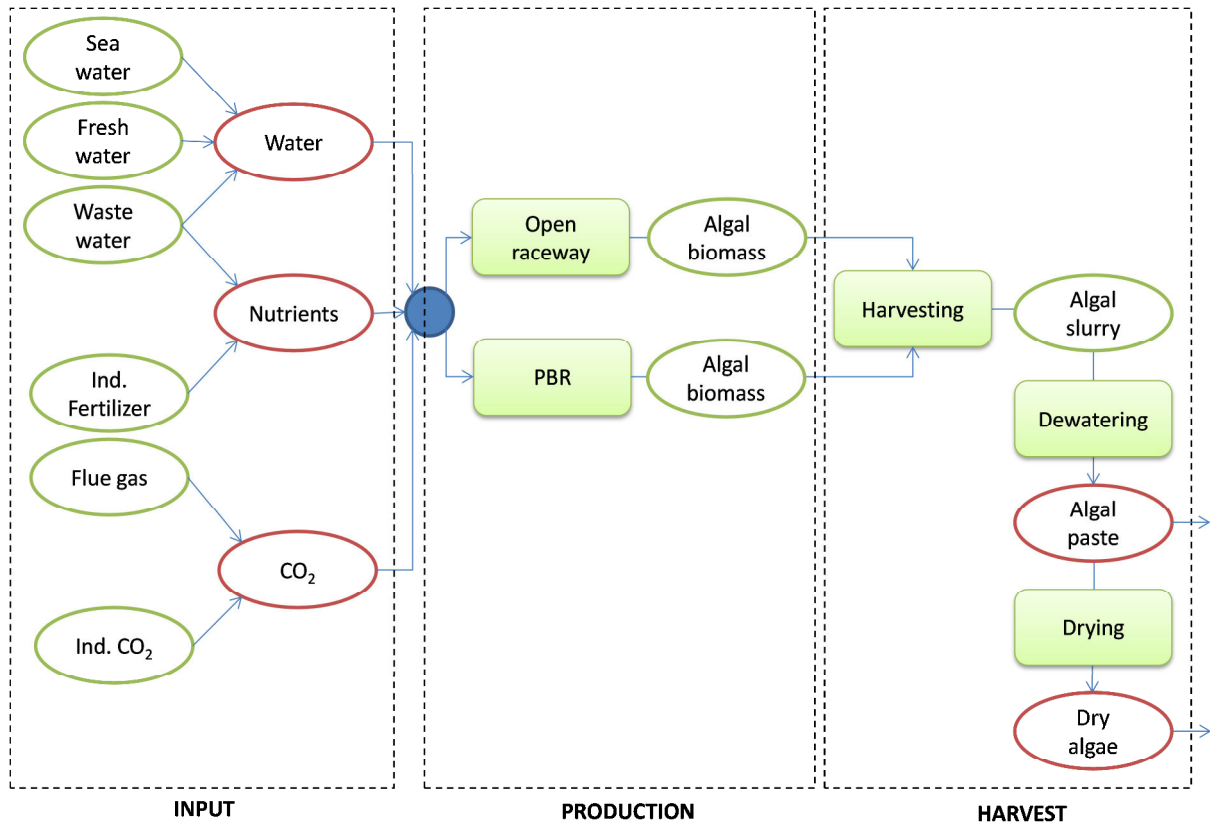 Sea
water
Fresh
water
Waste
water
Ind.
Fertilizer
Flue gas
Ind. CO₂
Water
Nutrients
CO₂
INPUT
Open
raceway
PBR
Algal
biomass
Algal
biomass
PRODUCTION
Harvesting
Algal
slurry
Dewatering
Algal
paste
Drying
Dry
algae
HARVEST